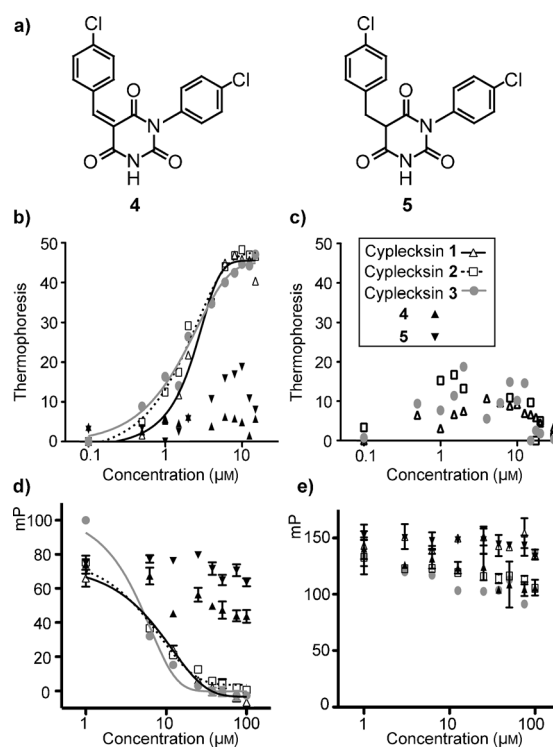 a)
Cl
Cl
O
N
O
N
H
O
4
Cl
Cl
O
N
O
N
H
O
5
b)
50
40
30
20
10
0
Thermophoresis
0.1
1
10
Concentration (µM)
c)
50
40
30
20
10
0
Thermophoresis
Cyplecksin 1
Cyplecksin 2
Cyplecksin 3
4
5
0.1
1
10
Concentration (µM)
d)
mP
100
80
60
40
20
0
1
10
100
Concentration (µM)
e)
mP
150
100
50
0
1
10
100
Concentration (µM)